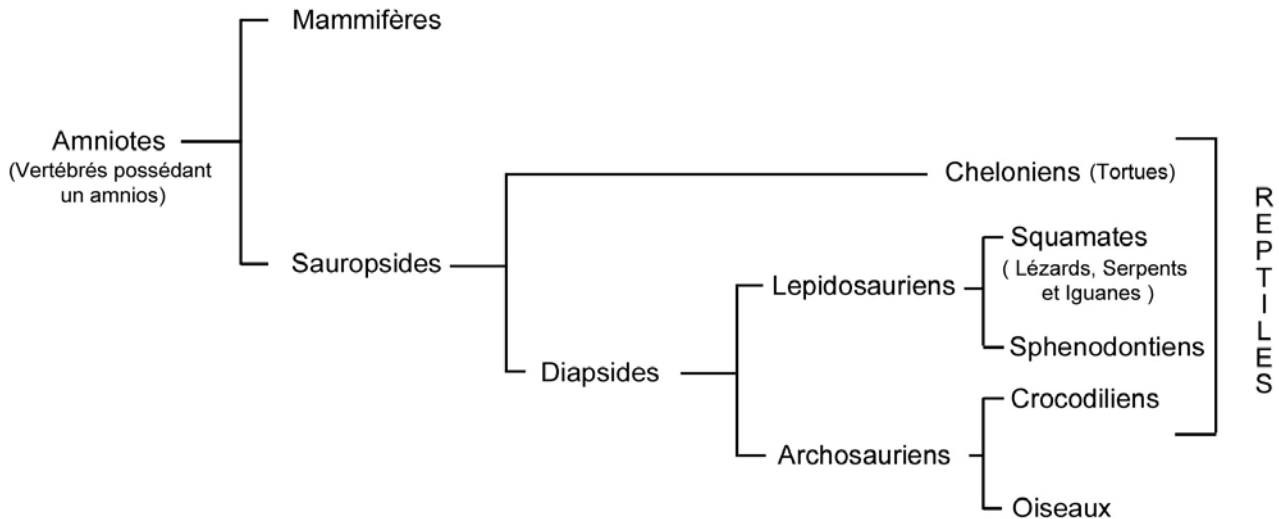 Mammifères
Amniotes
(Vertébrés possédant
un amnios)
Cheloniens (Tortues)
Sauropsides
Squamates
( Lézards, Serpents
et Iguanes )
Lepidosauriens
Sphenodontiens
Diapsides
Crocodiliens
Archosauriens
Oiseaux
REPTILES